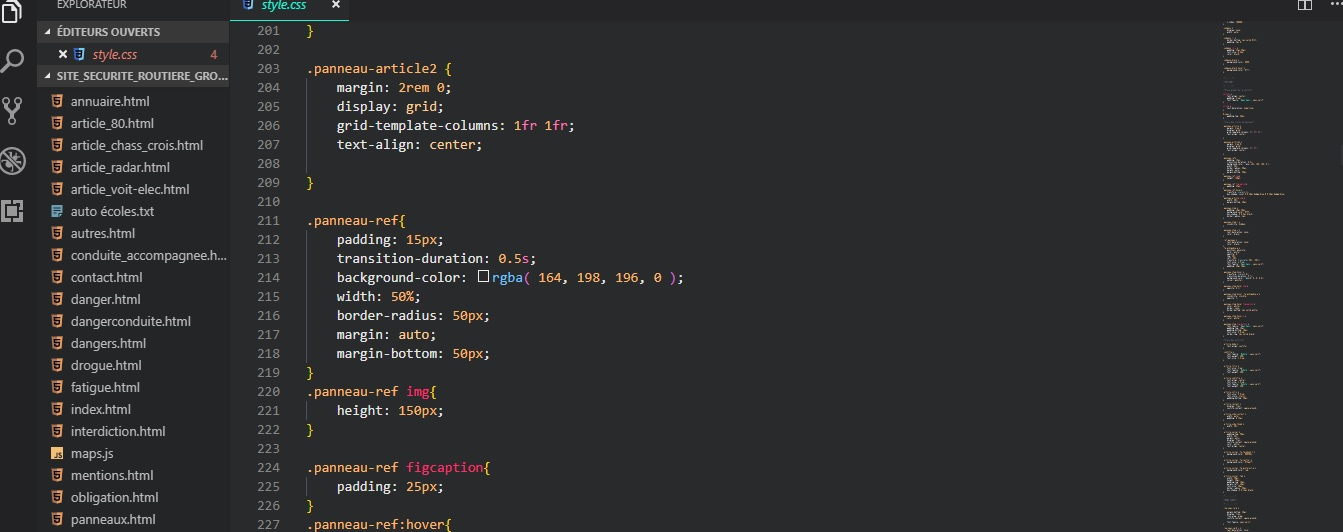 EXPLORATEUR
ÉDITEURS OUVERTS
style.css 4
SITE_SECURITE_ROUTIERE_GRO...
annuaire.html
article_80.html
article_chass_crois.html
article_radar.html
article_voit-elec.html
auto écoles.txt
autres.html
conduite_accompagnee.h...
contact.html
danger.html
dangerconduite.html
dangers.html
drogue.html
fatigue.html
index.html
interdiction.html
JS maps.js
mentions.html
obligation.html
panneaux.html
style.css
201 }
202
203 .panneau-article2 {
204 margin: 2rem 0;
205 display: grid;
206 grid-template-columns: 1fr 1fr;
207 text-align: center;
208
209 }
210
211 .panneau-ref{
212 padding: 15px;
213 transition-duration: 0.5s;
214 background-color: rgba( 164, 198, 196, 0 );
215 width: 50%;
216 border-radius: 50px;
217 margin: auto;
218 margin-bottom: 50px;
219 }
220 .panneau-ref img{
221 height: 150px;
222 }
223
224 .panneau-ref figcaption{
225 padding: 25px;
226 }
227 .panneau-ref:hover{